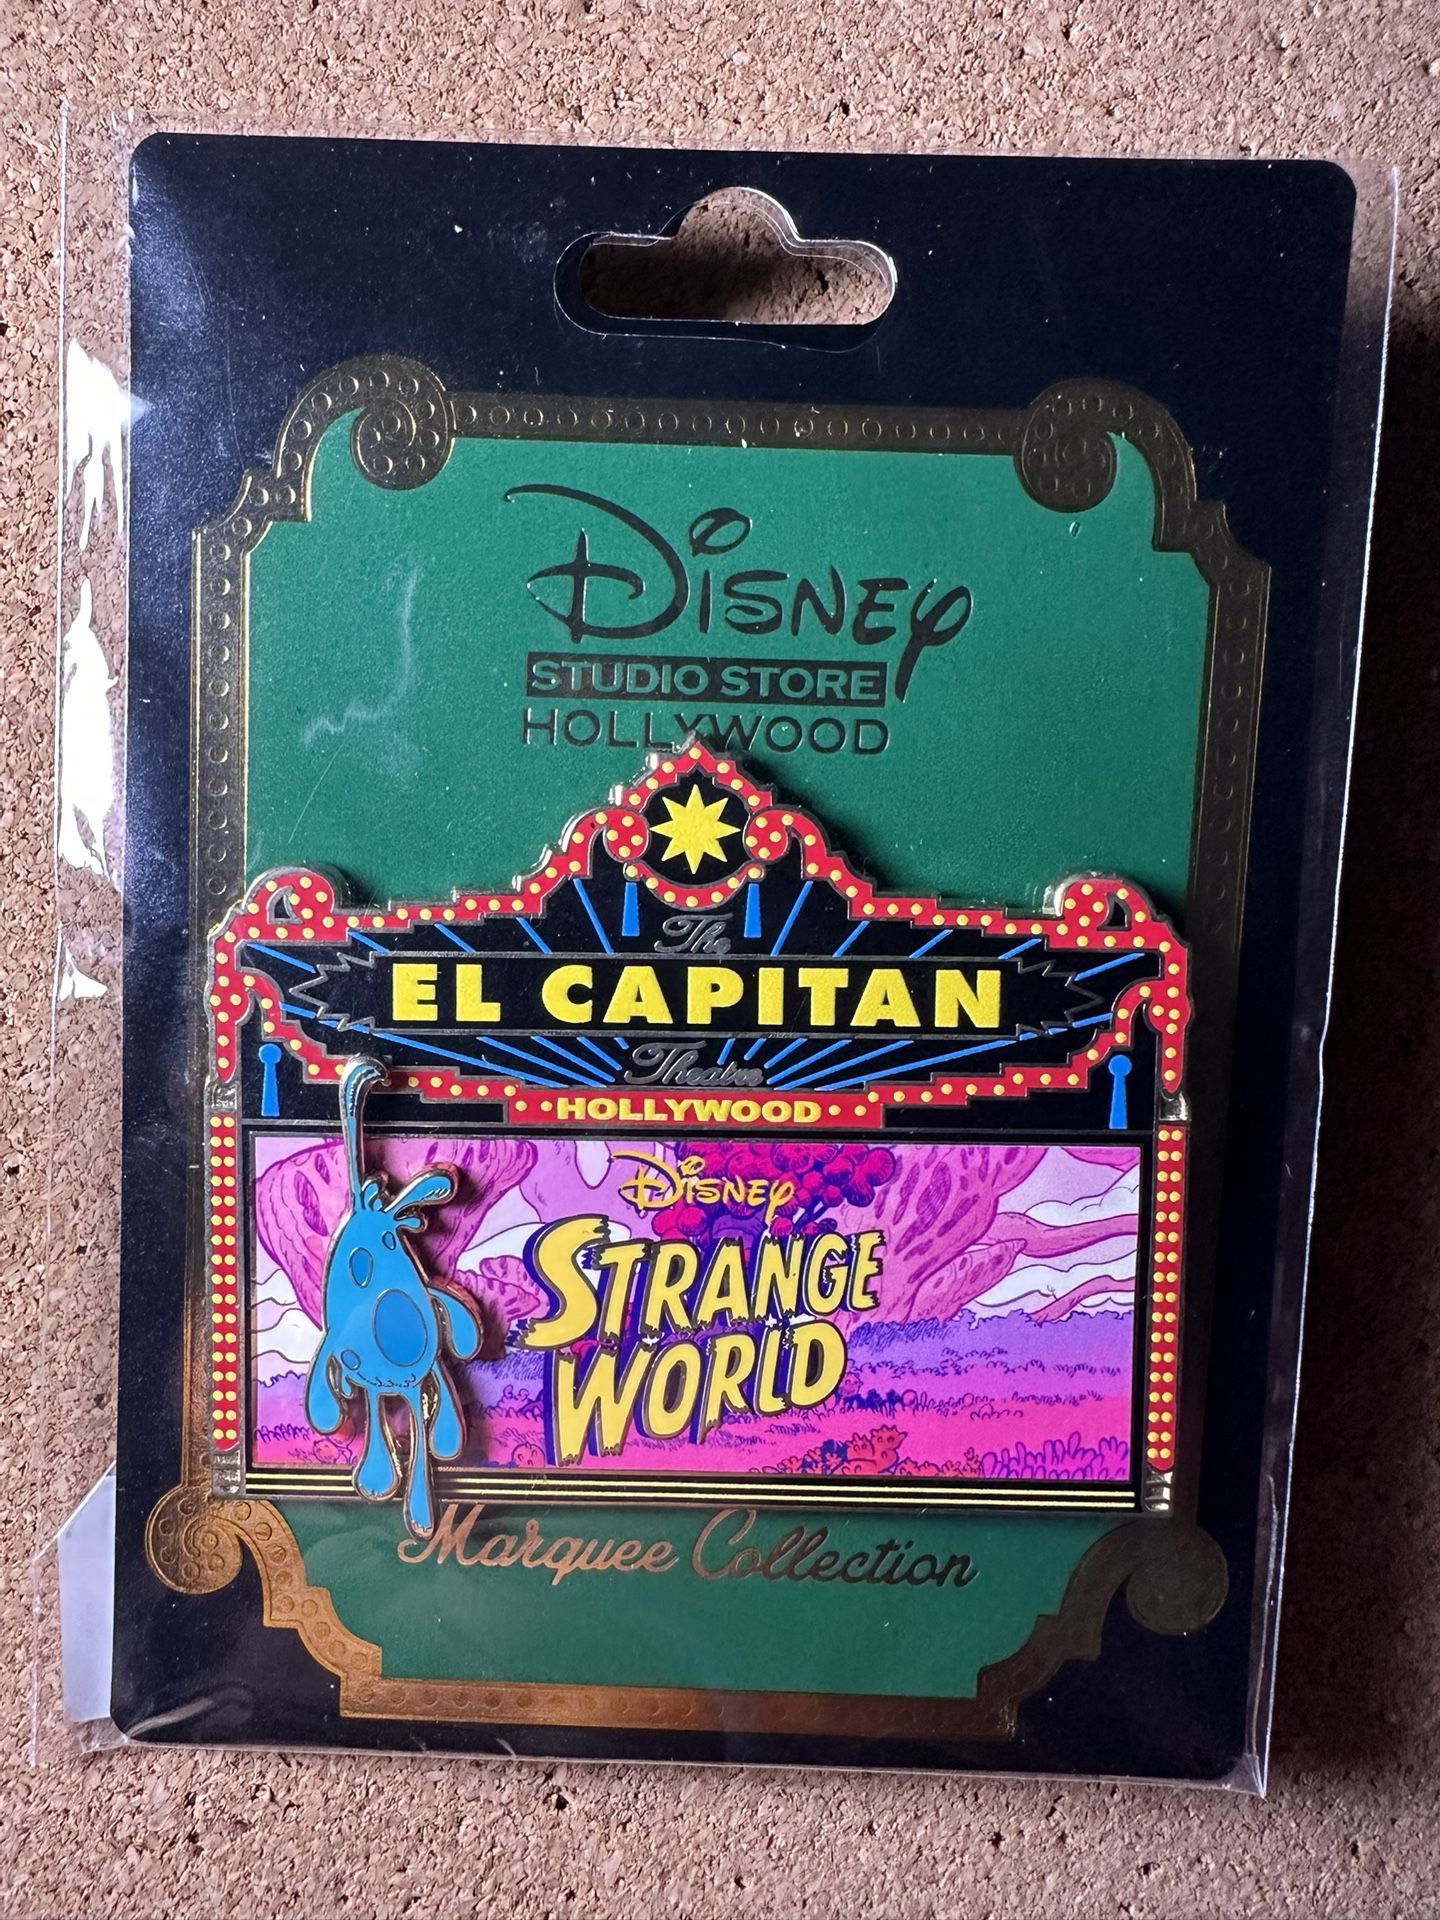 Disney
STUDIO STORE
HOLLYWOOD
The
EL CAPITAN
Theatre
HOLLYWOOD
Disney
STRANGE
WORLD
Marquee Collection